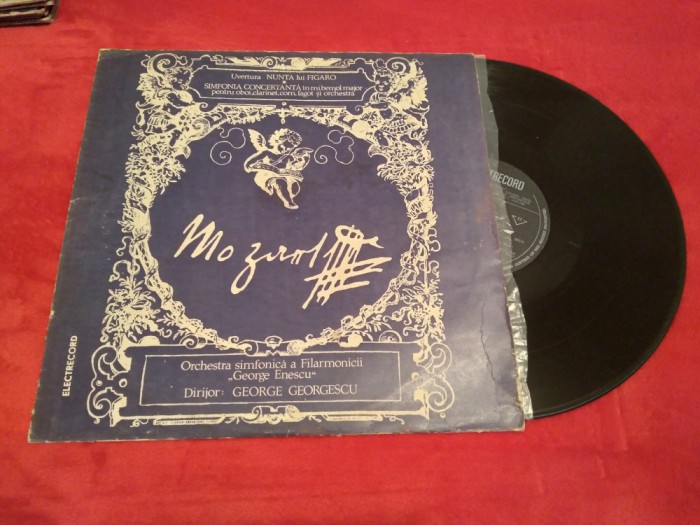 Uvertura NUNTA lui FIGARO
SIMFONIA CONCERTANTĂ în mi bemol major
pentru oboi, clarinet, corn, fagot și orchestră
Mozart
Orchestra simfonică a Filarmonicii
„George Enescu“
Dirijor: GEORGE GEORGESCU
ELECTRECORD
TRECORD